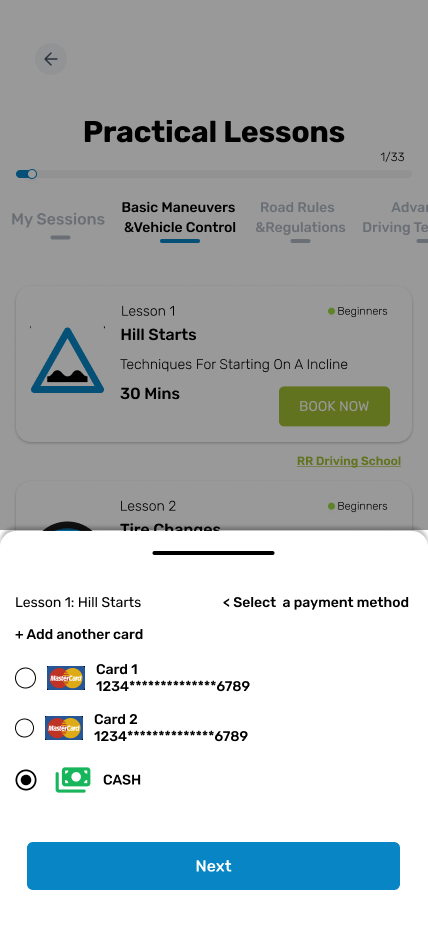 Practical Lessons
1/33
My Sessions
Basic Maneuvers
&Vehicle Control
Road Rules
&Regulations
Advan
Driving Te
Lesson 1
Beginners
Hill Starts
Techniques For Starting On A Incline
30 Mins
BOOK NOW
RR Driving School
Lesson 2
Beginners
Tire Changes
Lesson 1: Hill Starts
< Select a payment method
+ Add another card
MasterCard
Card 1
1234**************6789
MasterCard
Card 2
1234**************6789
CASH
Next